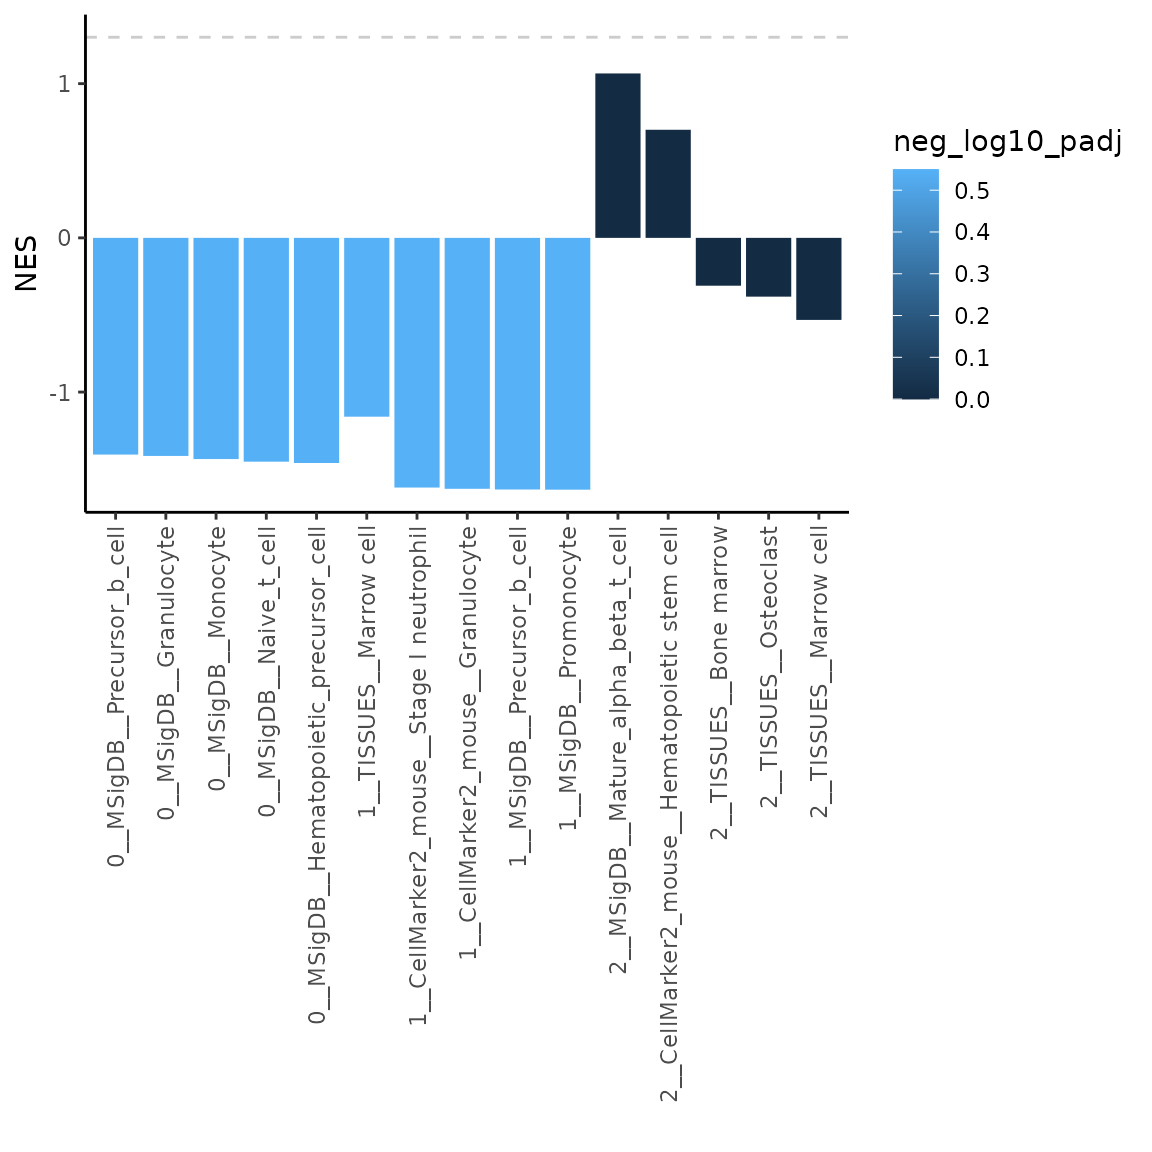 NES
1
0
-1
0__MSigDB__Precursor_b_cell
0__MSigDB__Granulocyte
0__MSigDB__Monocyte
0__MSigDB__Naive_t_cell
0__MSigDB__Hematopoietic_precursor_cell
1__TISSUES__Marrow cell
1__CellMarker2_mouse__Stage I neutrophil
1__CellMarker2_mouse__Granulocyte
1__MSigDB__Precursor_b_cell
1__MSigDB__Promonocyte
2__MSigDB__Mature_alpha_beta_t_cell
2__CellMarker2_mouse__Hematopoietic stem cell
2__TISSUES__Bone marrow
2__TISSUES__Osteoclast
2__TISSUES__Marrow cell
neg_log10_padj
0.5
0.4
0.3
0.2
0.1
0.0